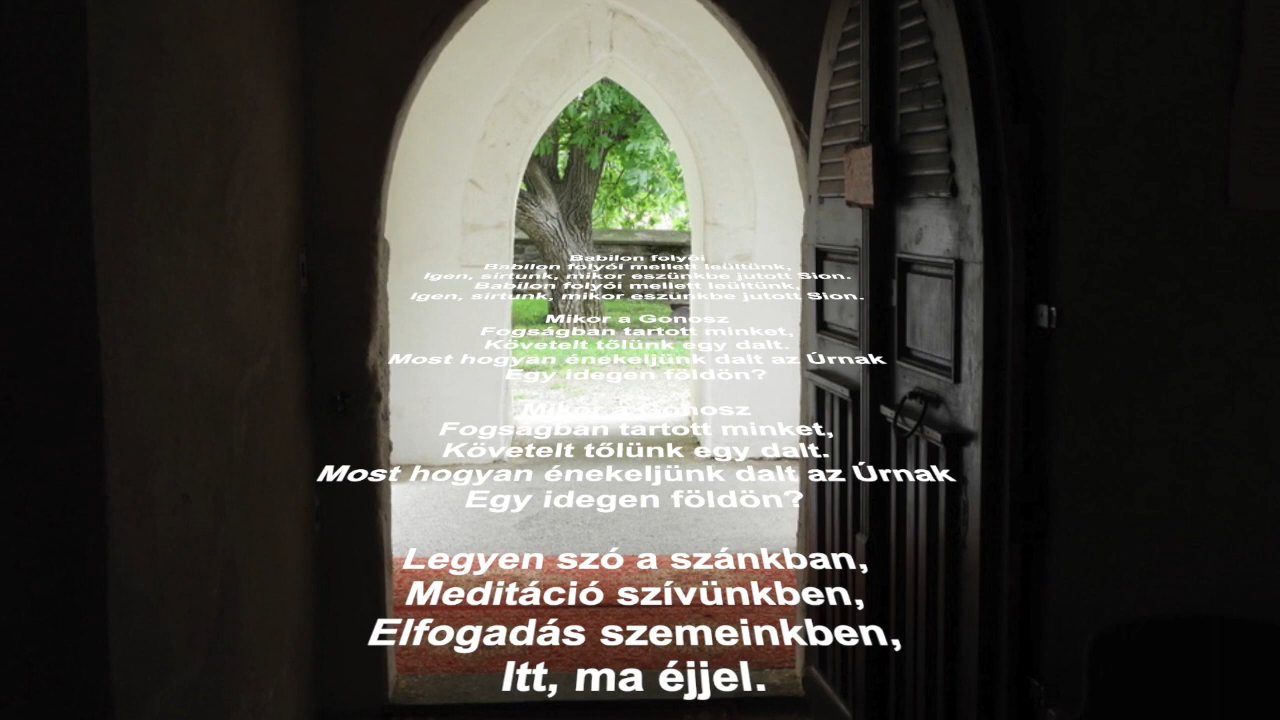 Babilon folyói
Babilon folyói mellett leültünk,
Igen, sírtunk, mikor eszünkbe jutott Sion.
Babilon folyói mellett leültünk,
Igen, sírtunk, mikor eszünkbe jutott Sion.
Mikor a Gonosz
Fogságban tartott minket,
Követelt tőlünk egy dalt.
Most hogyan énekeljünk dalt az Úrnak
Egy idegen földön?
Mikor a Gonosz
Fogságban tartott minket,
Követelt tőlünk egy dalt.
Most hogyan énekeljünk dalt az Úrnak
Egy idegen földön?
Legyen szó a szánkban,
Meditáció szívünkben,
Elfogadás szemeinkben,
Itt, ma éjjel.